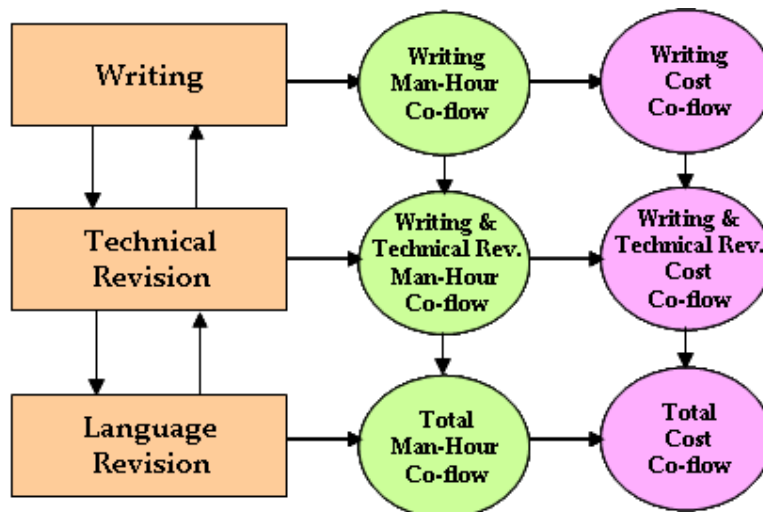 Writing
Writing
Man-Hour
Co-flow
Writing
Cost
Co-flow
Technical
Revision
Writing &
Technical Rev.
Man-Hour
Co-flow
Writing &
Technical Rev.
Cost
Co-flow
Language
Revision
Total
Man-Hour
Co-flow
Total
Cost
Co-flow